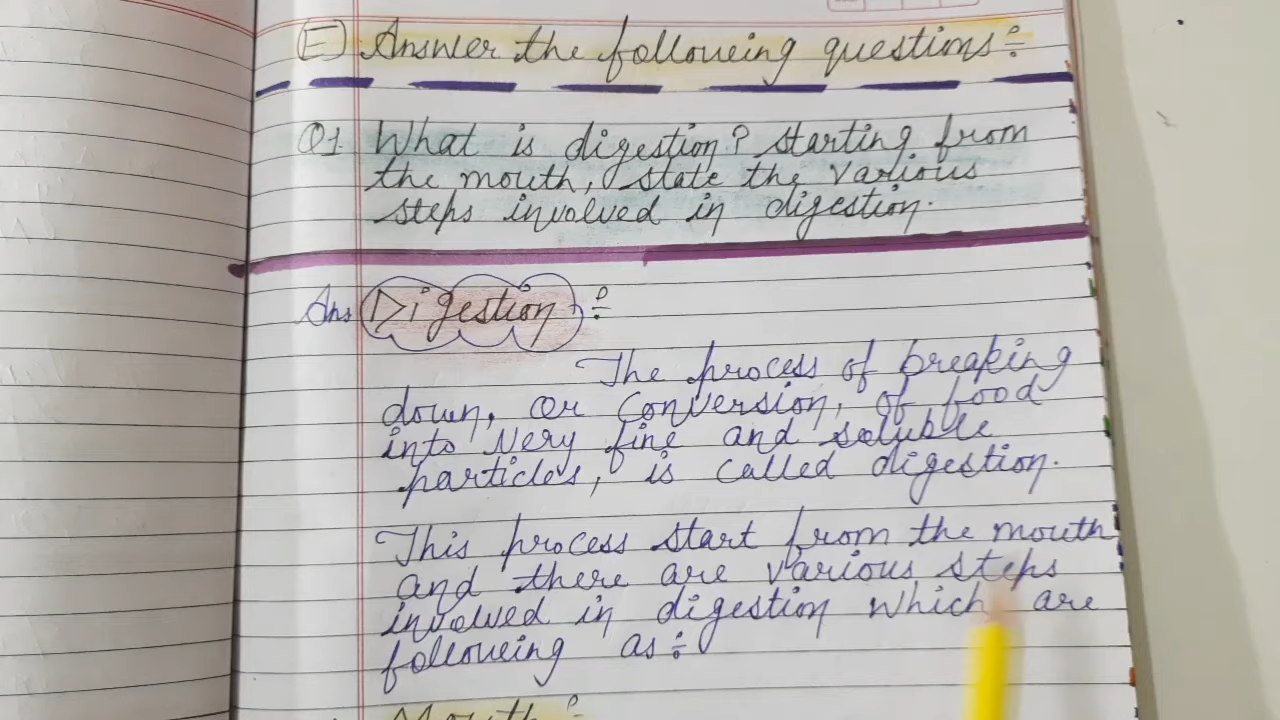 (E) Answer the following questions:-
Q1. What is digestion? Starting from
the mouth, state the various
steps involved in digestion.
Ans Digestion :-
The process of breaking
down, or conversion, of food
into very fine and soluble
particles, is called digestion.
This process start from the mouth
and there are various steps
involved in digestion which are
following as :-
Mouth :-